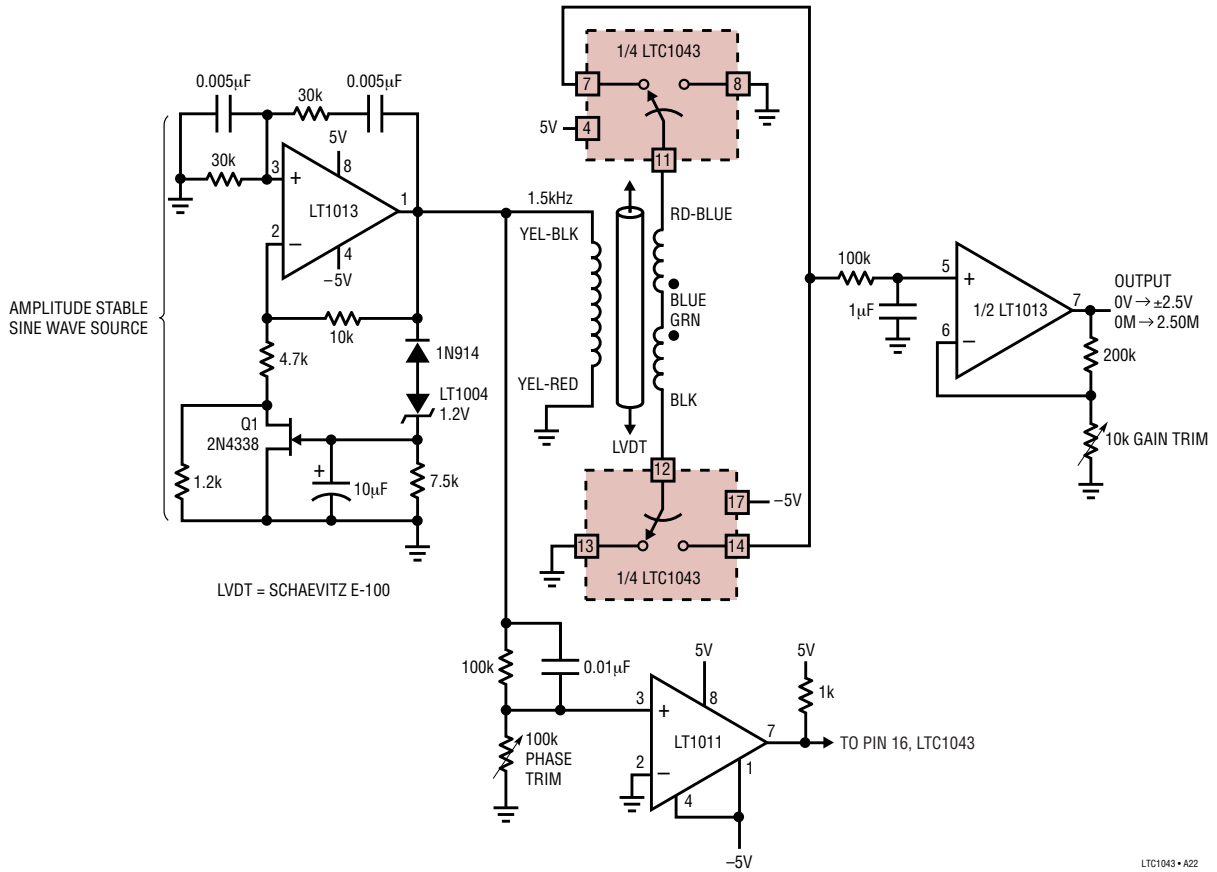 1/4 LTC1043
7
8
5V
4
11
0.005µF
30k
0.005µF
5V
30k
3
8
+
LT1013
1
2
–
4
–5V
1.5kHz
YEL-BLK
RD-BLUE
BLUE
GRN
YEL-RED
BLK
LVDT
AMPLITUDE STABLE
SINE WAVE SOURCE
10k
4.7k
1N914
LT1004
1.2V
Q1
2N4338
1.2k
+
10µF
7.5k
LVDT = SCHAEVITZ E-100
12
17
–5V
13
14
1/4 LTC1043
100k
1µF
5
+
6
–
1/2 LT1013
7
OUTPUT
0V → ±2.5V
0M → 2.50M
200k
10k GAIN TRIM
100k
0.01µF
100k
PHASE
TRIM
5V
8
3
+
LT1011
2
–
4
1
7
–5V
5V
1k
TO PIN 16, LTC1043
LTC1043 • A22